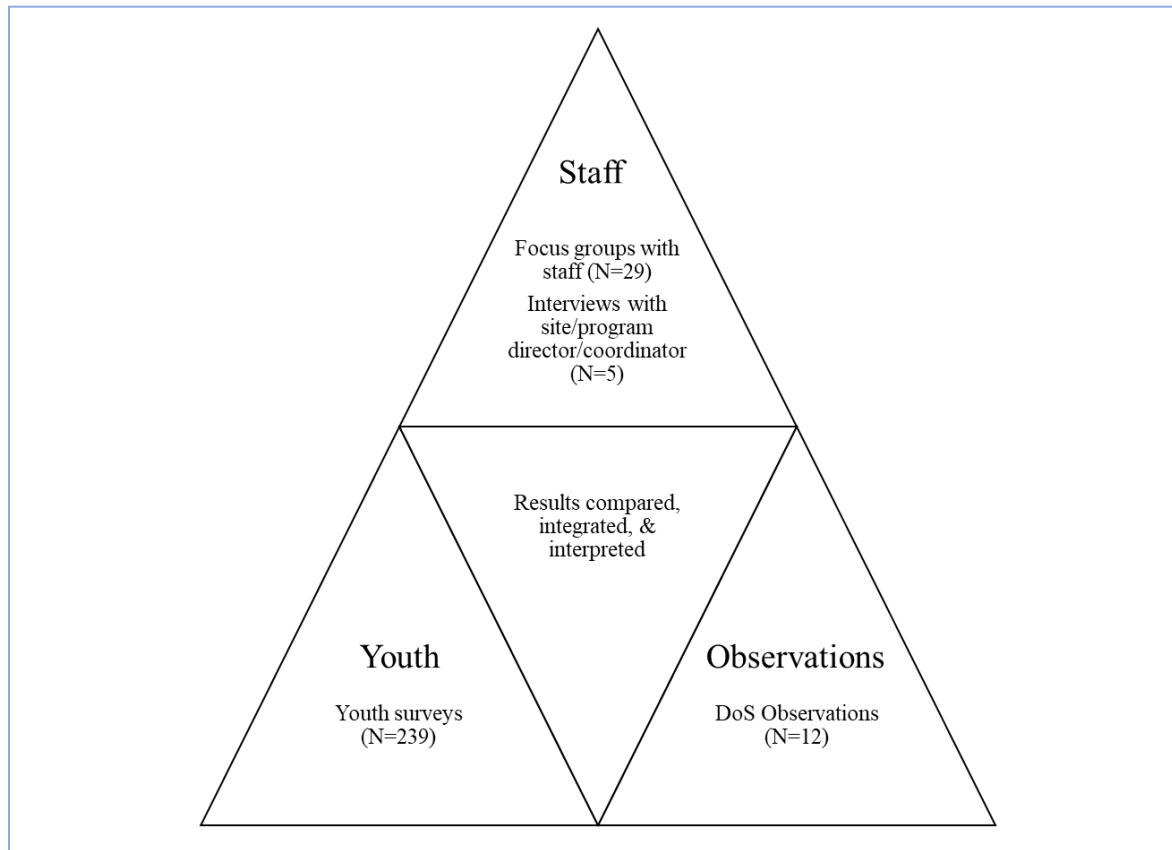 Staff
Focus groups with
staff (N=29)
Interviews with
site/program
director/coordinator
(N=5)
Results compared,
integrated, &
interpreted
Youth
Youth surveys
(N=239)
Observations
DoS Observations
(N=12)